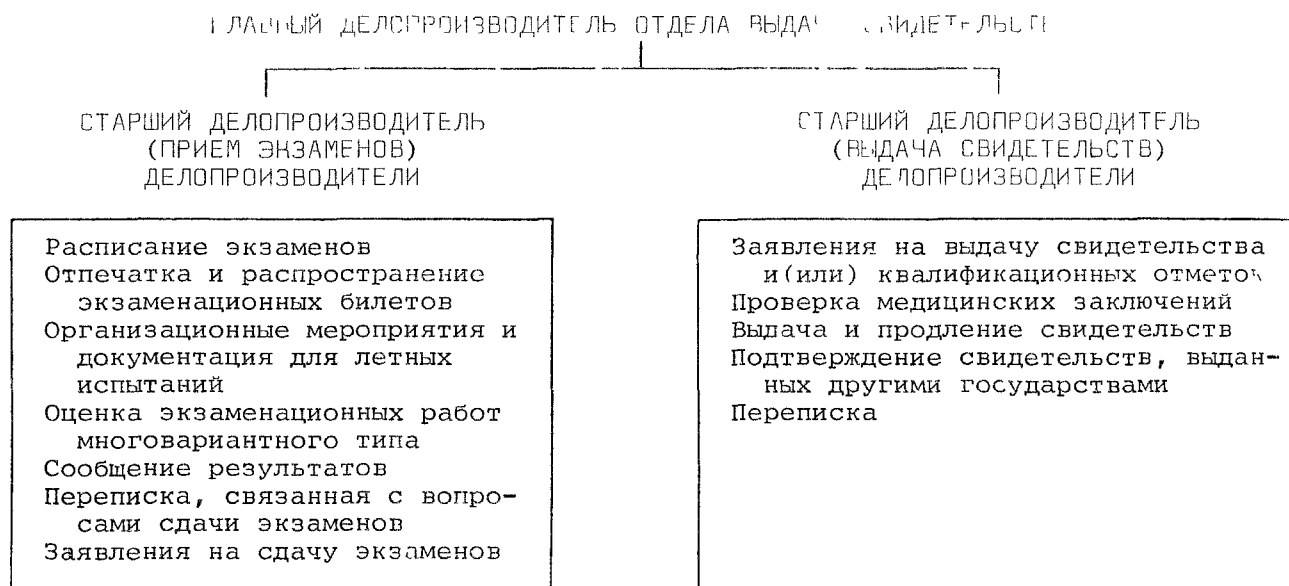 ГЛАВНЫЙ ДЕЛОПРОИЗВОДИТЕЛЬ ОТДЕЛА ВЫДАЧИ СВИДЕТЕЛЬСТВ
СТАРШИЙ ДЕЛОПРОИЗВОДИТЕЛЬ
(ПРИЕМ ЭКЗАМЕНОВ)
ДЕЛОПРОИЗВОДИТЕЛИ
Расписание экзаменов
Отпечатка и распространение
экзаменационных билетов
Организационные мероприятия и
документация для летных
испытаний
Оценка экзаменационных работ
многовариантного типа
Сообщение результатов
Переписка, связанная с вопро-
сами сдачи экзаменов
Заявления на сдачу экзаменов
СТАРШИЙ ДЕЛОПРОИЗВОДИТЕЛЬ
(ВЫДАЧА СВИДЕТЕЛЬСТВ)
ДЕЛОПРОИЗВОДИТЕЛИ
Заявления на выдачу свидетельства
и(или) квалификационных отметок
Проверка медицинских заключений
Выдача и продление свидетельств
Подтверждение свидетельств, выдан-
ных другими государствами
Переписка